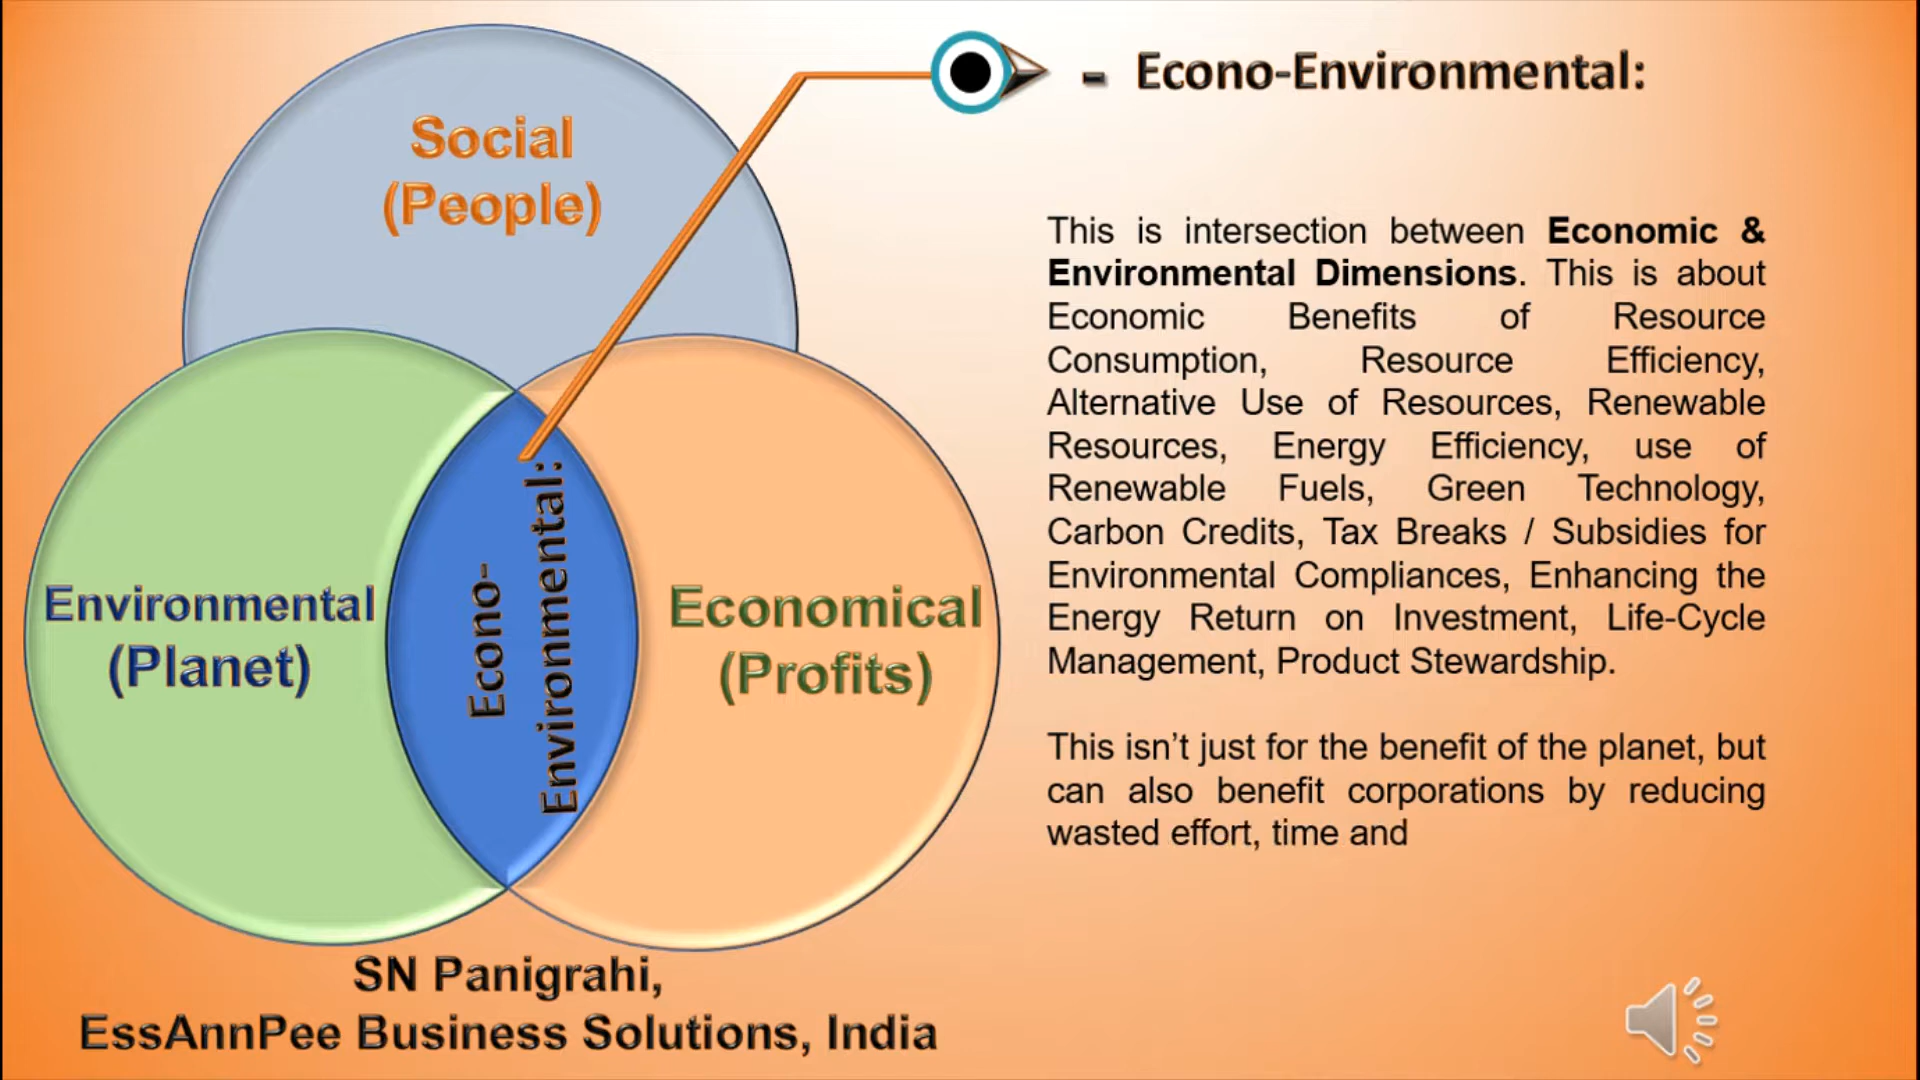 Social
(People)
Environmental
(Planet)
Econo-
Environmental:
Economical
(Profits)
SN Panigrahi,
EssAnnPee Business Solutions, India
- Econo-Environmental:
This is intersection between Economic &
Environmental Dimensions. This is about
Economic Benefits of Resource
Consumption, Resource Efficiency,
Alternative Use of Resources, Renewable
Resources, Energy Efficiency, use of
Renewable Fuels, Green Technology,
Carbon Credits, Tax Breaks / Subsidies for
Environmental Compliances, Enhancing the
Energy Return on Investment, Life-Cycle
Management, Product Stewardship.
This isn’t just for the benefit of the planet, but
can also benefit corporations by reducing
wasted effort, time and